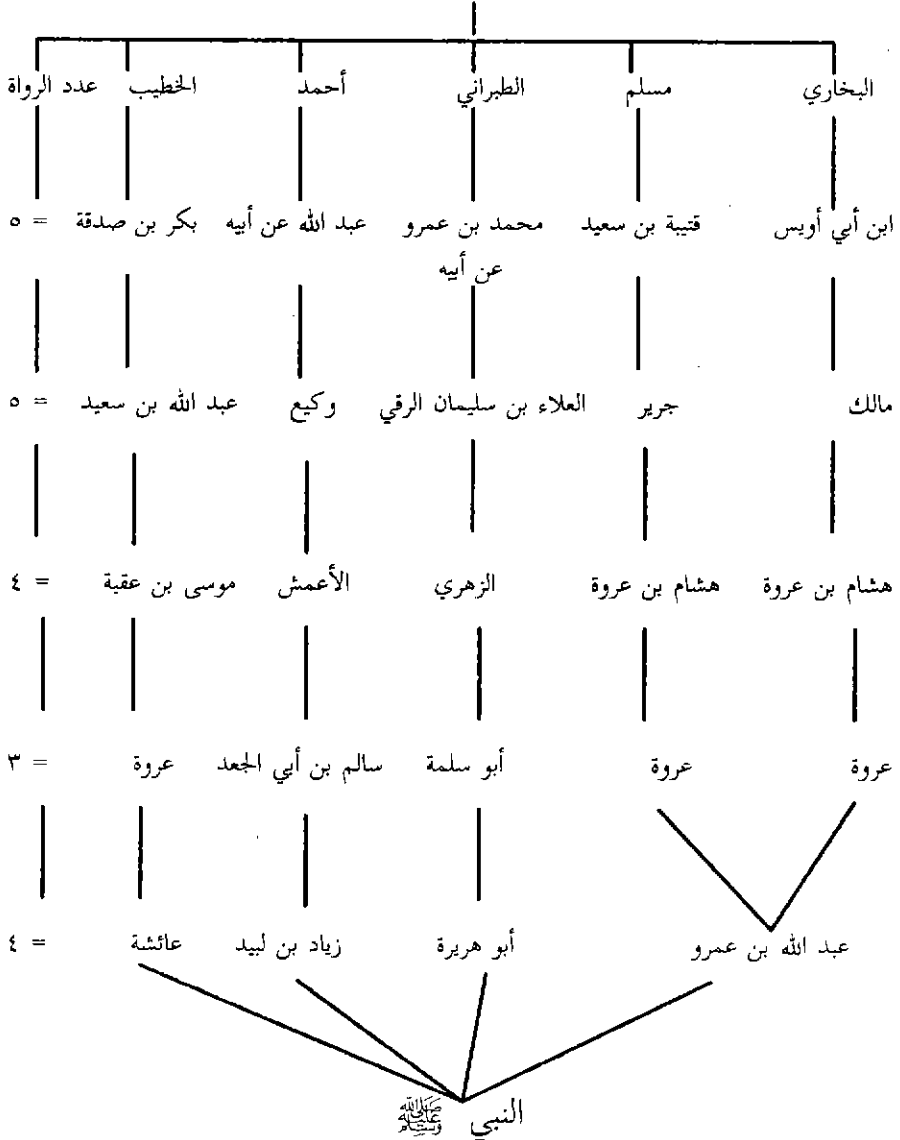 البخاري مسلم الطبراني أحمد الخطيب عدد الرواة
ابن أبي أويس قتيبة بن سعيد محمد بن عمرو عبد الله عن أبيه بكر بن صدقة = ٥
عن أبيه
مالك جرير العلاء بن سليمان الرقي وكيع عبد الله بن سعيد = ٥
هشام بن عروة هشام بن عروة الزهري الأعمش موسى بن عقبة = ٤
عروة عروة أبو سلمة سالم بن أبي الجعد عروة = ٣
عبد الله بن عمرو أبو هريرة زياد بن لبيد عائشة = ٤
النبي ﷺ